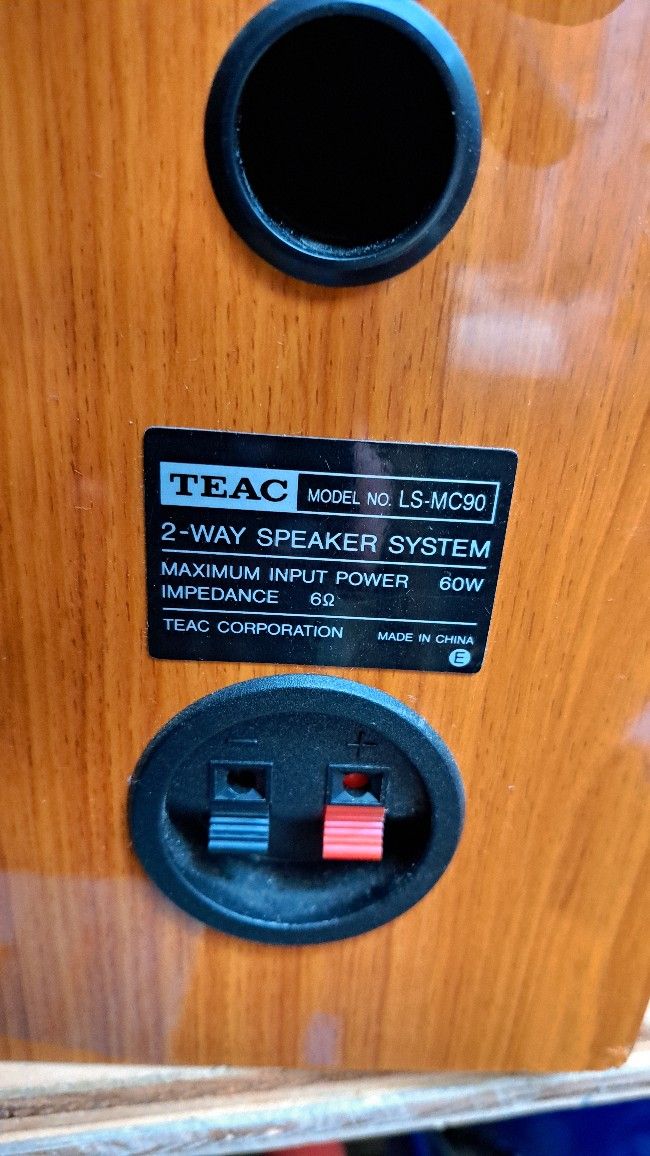 TEAC MODEL NO. LS-MC90
2-WAY SPEAKER SYSTEM
MAXIMUM INPUT POWER 60W
IMPEDANCE 6Ω
TEAC CORPORATION MADE IN CHINA
E
- +